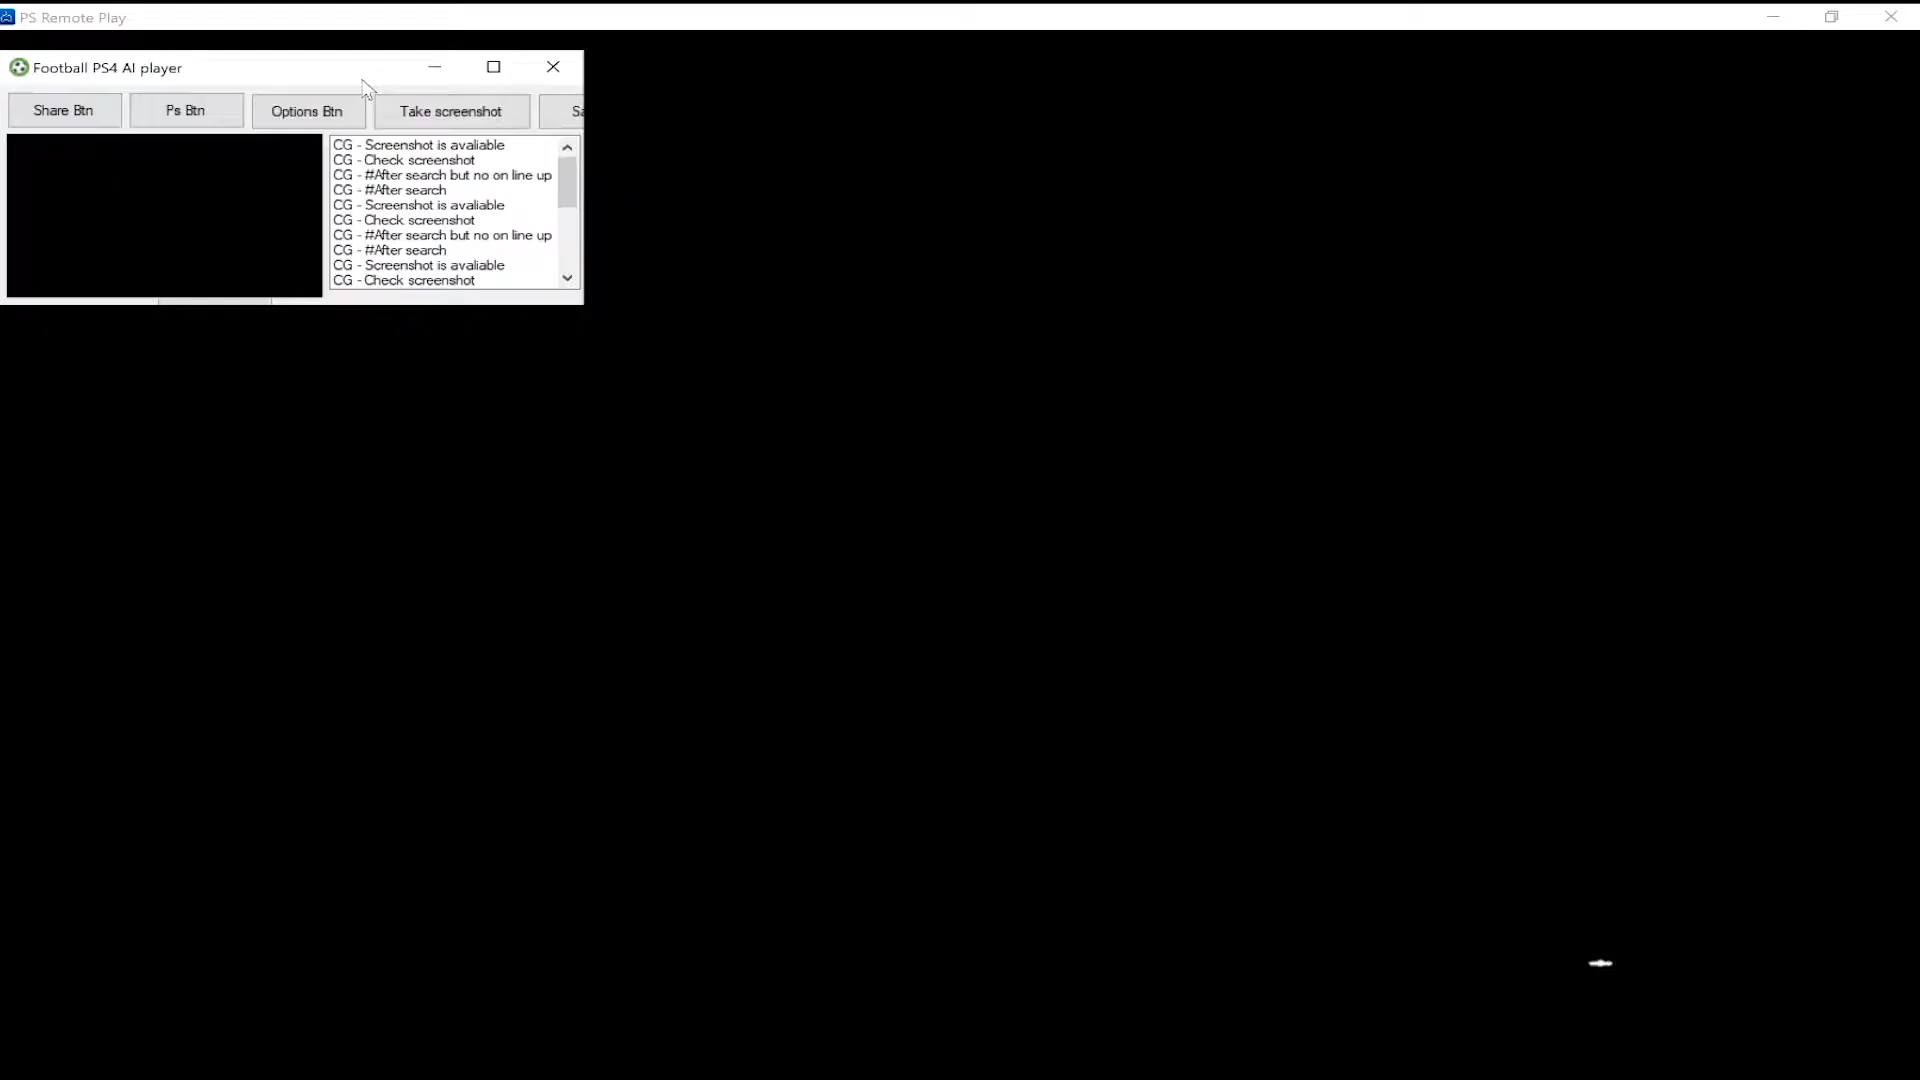 PS Remote Play
Football PS4 AI player
Share Btn
Ps Btn
Options Btn
Take screenshot
Sa
CG - Screenshot is avaliable
CG - Check screenshot
CG - #After search but no on line up
CG - #After search
CG - Screenshot is avaliable
CG - Check screenshot
CG - #After search but no on line up
CG - #After search
CG - Screenshot is avaliable
CG - Check screenshot